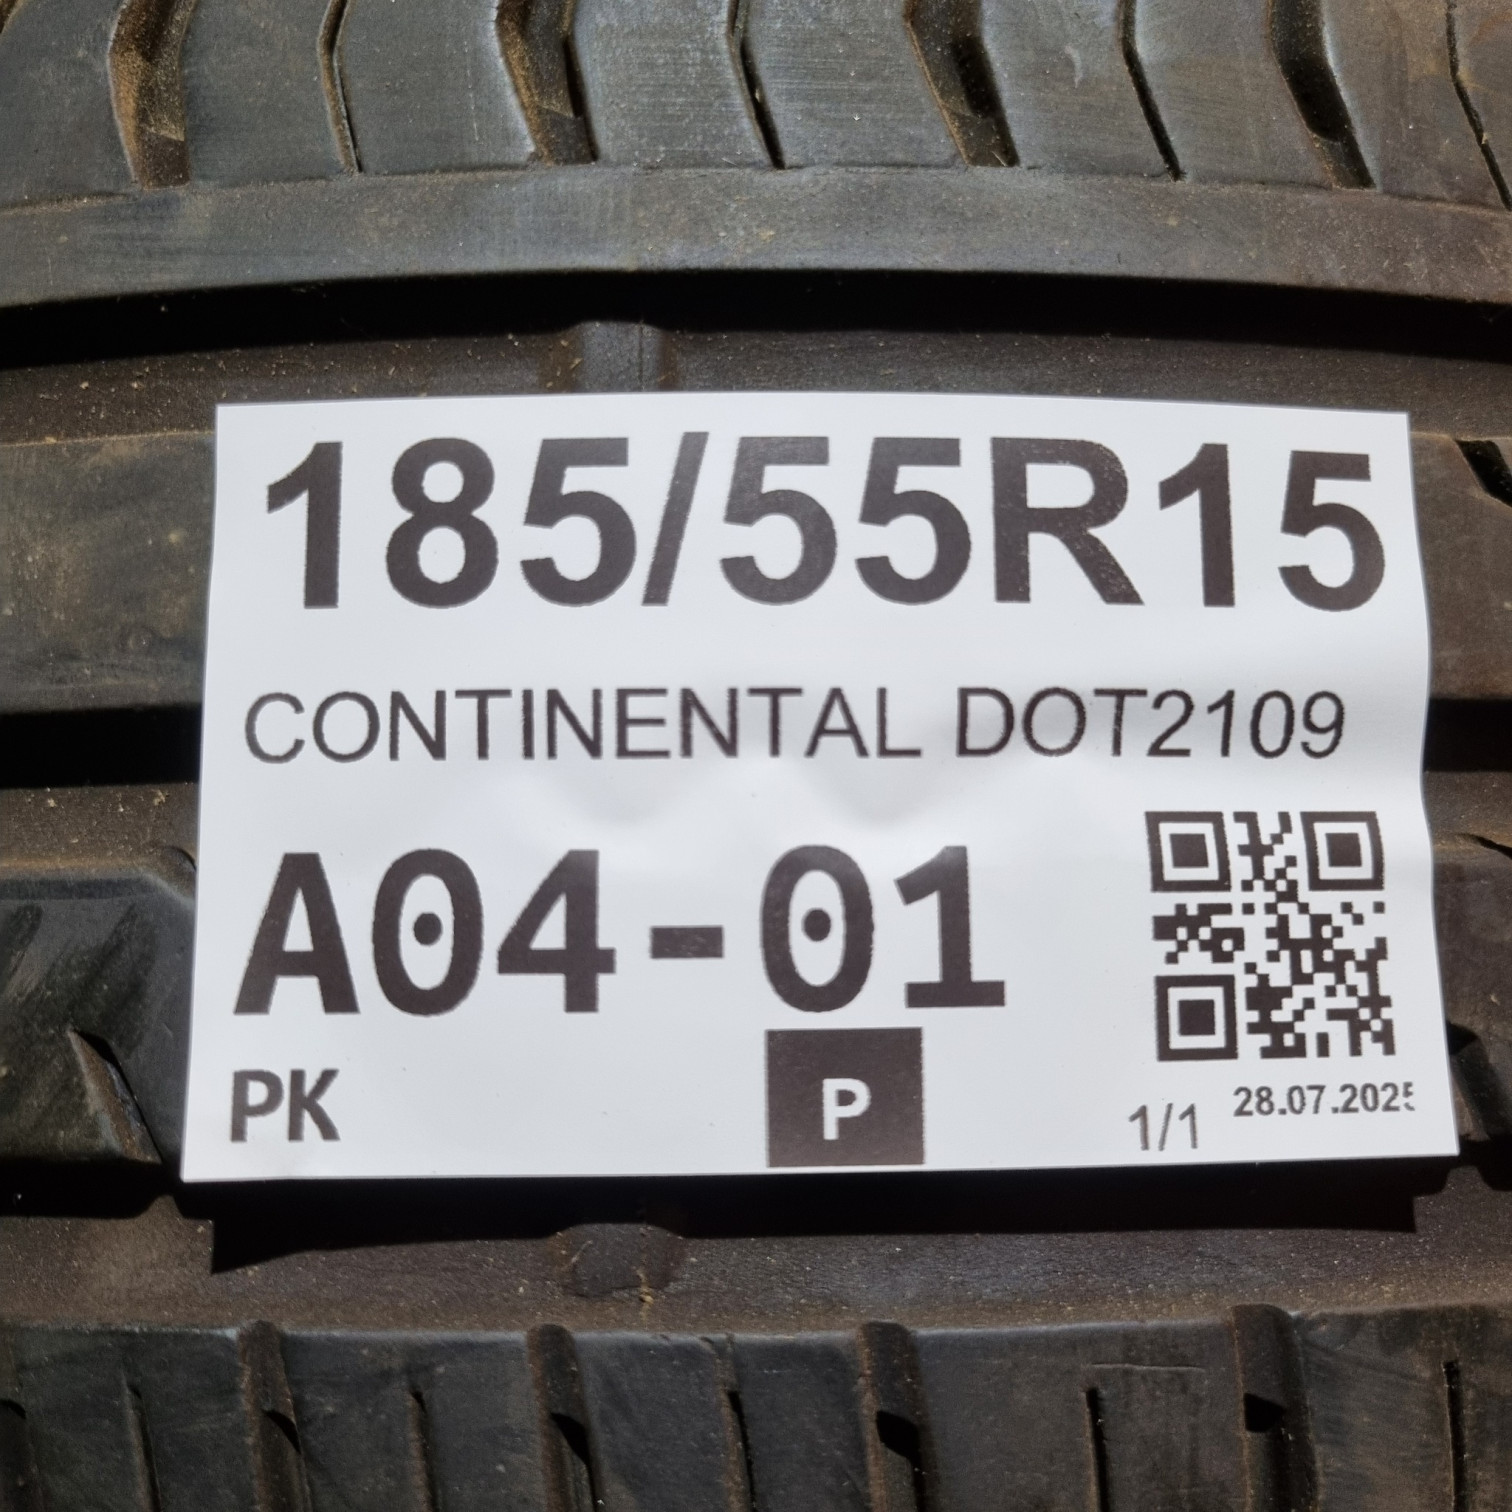 185/55R15
CONTINENTAL DOT2109
A04-01
PK
P
1/1 28.07.2025